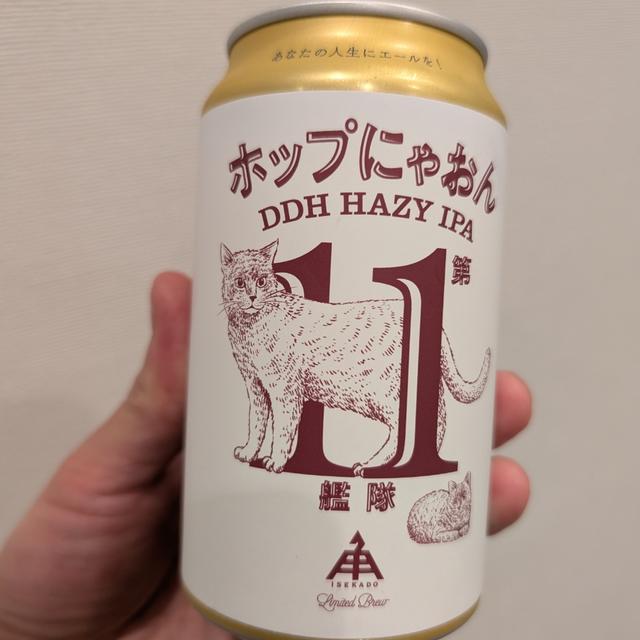 あなたの人生にエールを!
ホップにゃおん
DDH HAZY IPA
第
11
艦隊
ISEKADO
Limited Brew